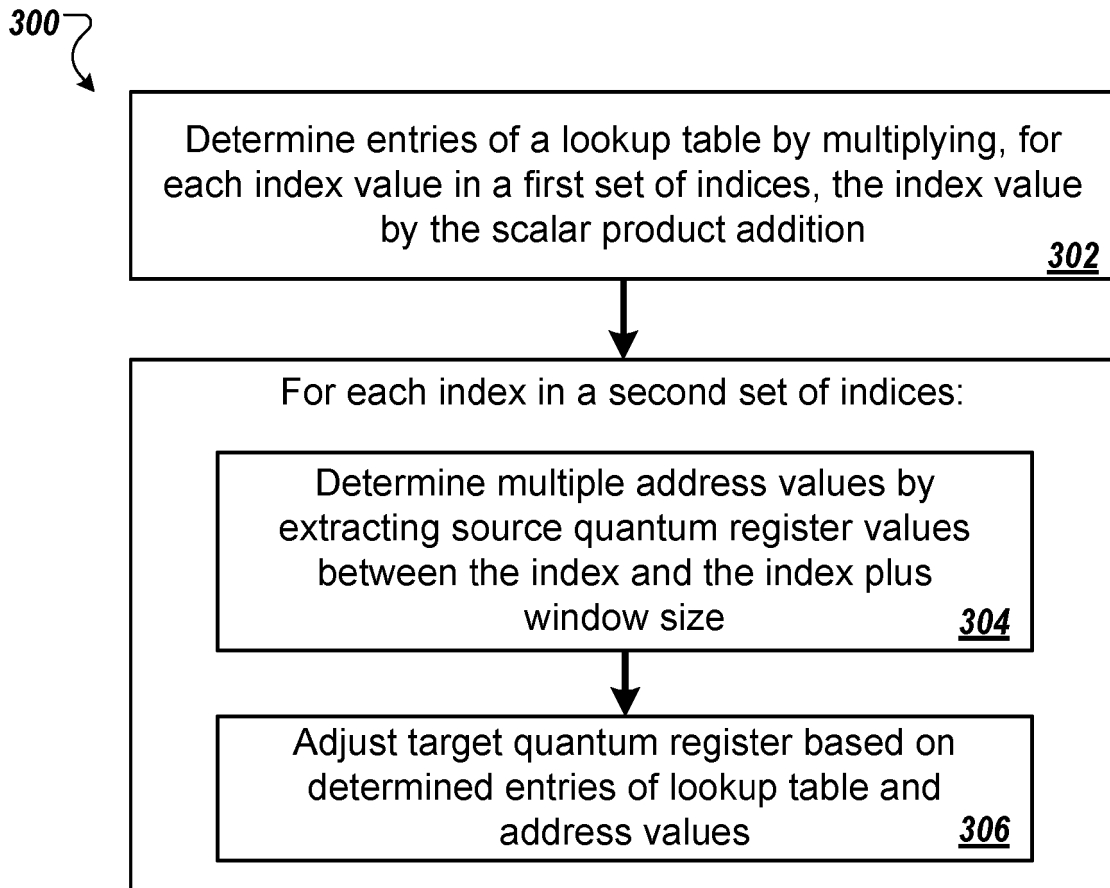 300
Determine entries of a lookup table by multiplying, for
each index value in a first set of indices, the index value
by the scalar product addition
302
For each index in a second set of indices:
Determine multiple address values by
extracting source quantum register values
between the index and the index plus
window size
304
Adjust target quantum register based on
determined entries of lookup table and
address values
306